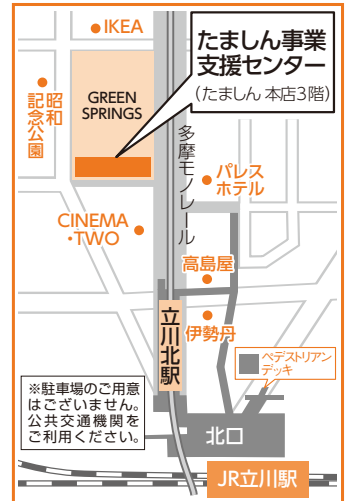 IKEA
たましん事業
支援センター
(たましん 本店3階)
GREEN
SPRINGS
昭和
記念公園
多摩モノレール
パレス
ホテル
CINEMA
・TWO
高島屋
立川北駅
伊勢丹
ペデストリアン
デッキ
※駐車場のご用意
はございません。
公共交通機関を
ご利用ください。
北口
JR立川駅